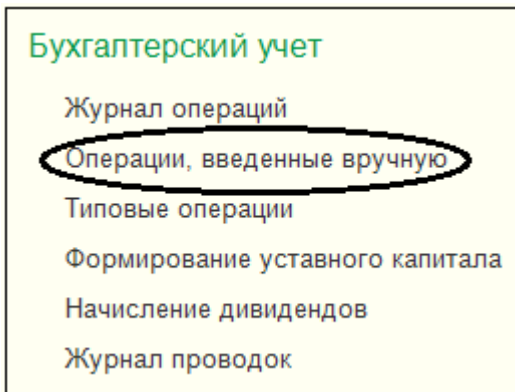 Бухгалтерский учет
Журнал операций
Операции, введенные вручную
Типовые операции
Формирование уставного капитала
Начисление дивидендов
Журнал проводок